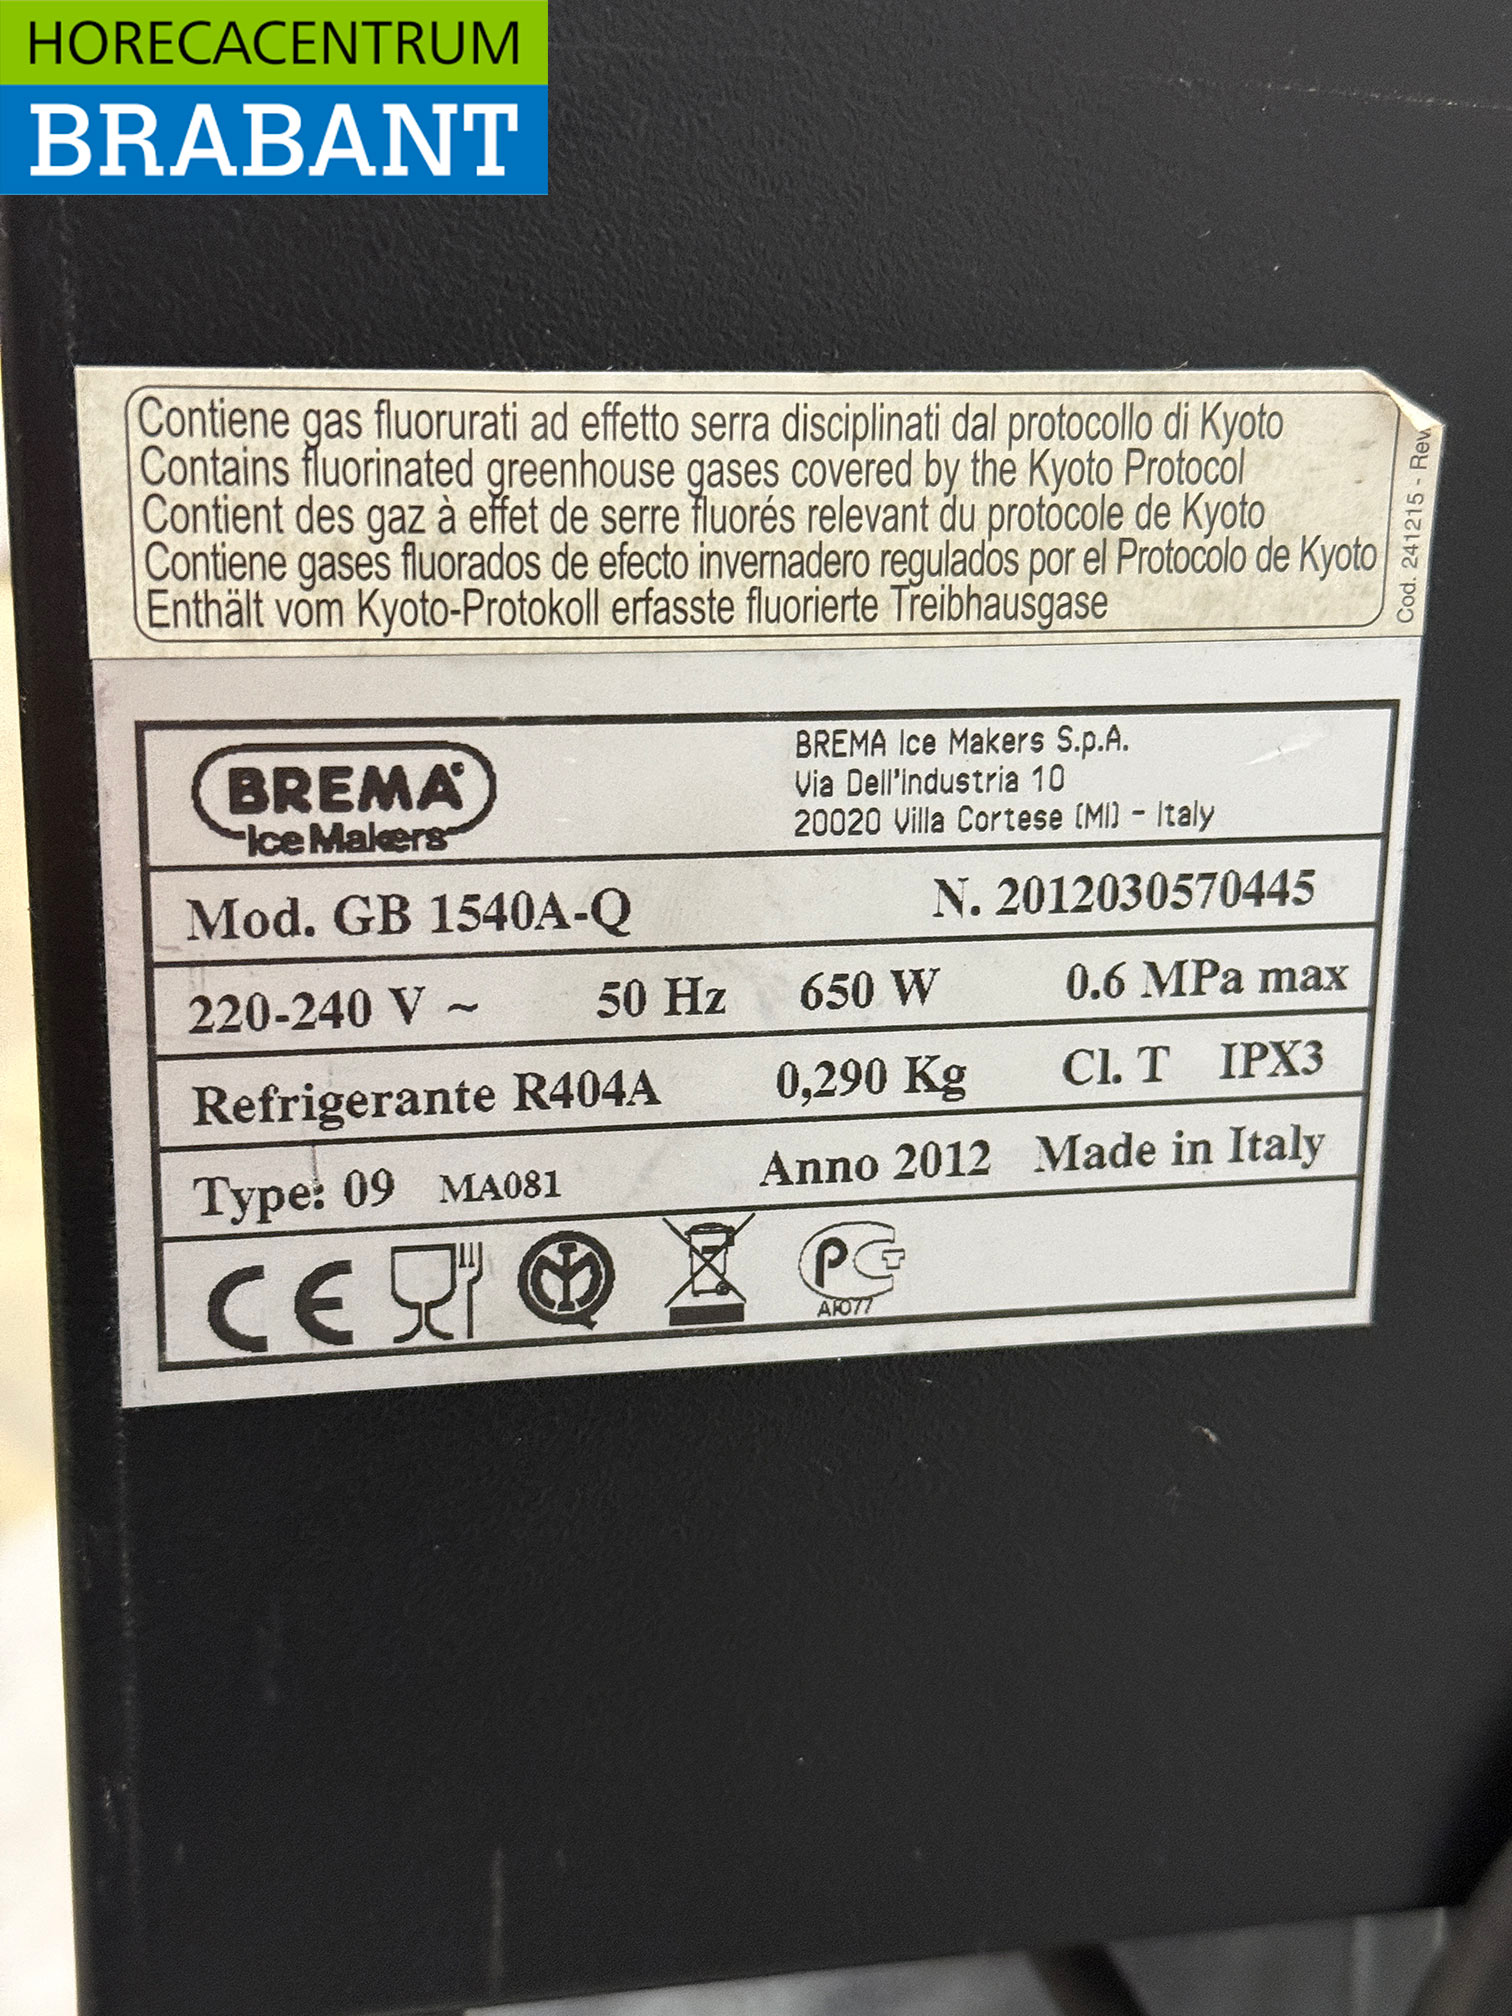 HORECACENTRUM
BRABANT
Contiene gas fluorurati ad effetto serra disciplinati dal protocollo di Kyoto
Contains fluorinated greenhouse gases covered by the Kyoto Protocol
Contient des gaz à effet de serre fluorés relevant du protocole de Kyoto
Contiene gases fluorados de efecto invernadero regulados por el Protocolo de Kyoto
Enthält vom Kyoto-Protokoll erfasste fluorierte Treibhausgase
Cod. 241215 - Rev
BREMA
Ice Makers
BREMA Ice Makers S.p.A.
Via Dell'industria 10
20020 Villa Cortese (MI) - Italy
Mod. GB 1540A-Q N. 2012030570445
220-240 V ~ 50 Hz 650 W 0.6 MPa max
Refrigerante R404A 0,290 Kg Cl. T IPX3
Type: 09 MA081 Anno 2012 Made in Italy
CE